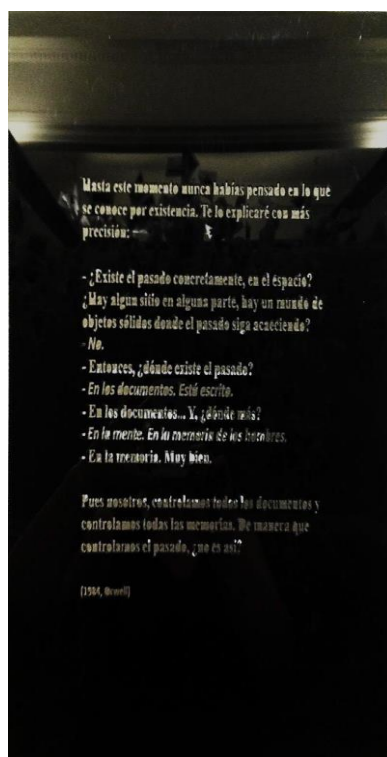 Hasta este momento nunca habías pensado en lo que
se conoce por existencia. Te lo explicaré con más
precisión:
- ¿Existe el pasado concretamente, en el espacio?
¿Hay algun sitio en alguna parte, hay un mundo de
objetos sólidos donde el pasado siga acaeciendo?
- No.
- Entonces, ¿dónde existe el pasado?
- En los documentos. Está escrito.
- En los documentos... Y, ¿dónde más?
- En la mente. En la memoria de los hombres.
- En la memoria. Muy bien.
Pues nosotros, controlamos todos los documentos y
controlamos todas las memorias. De manera que
controlamos el pasado, ¿no es así?
(1984, Orwell)